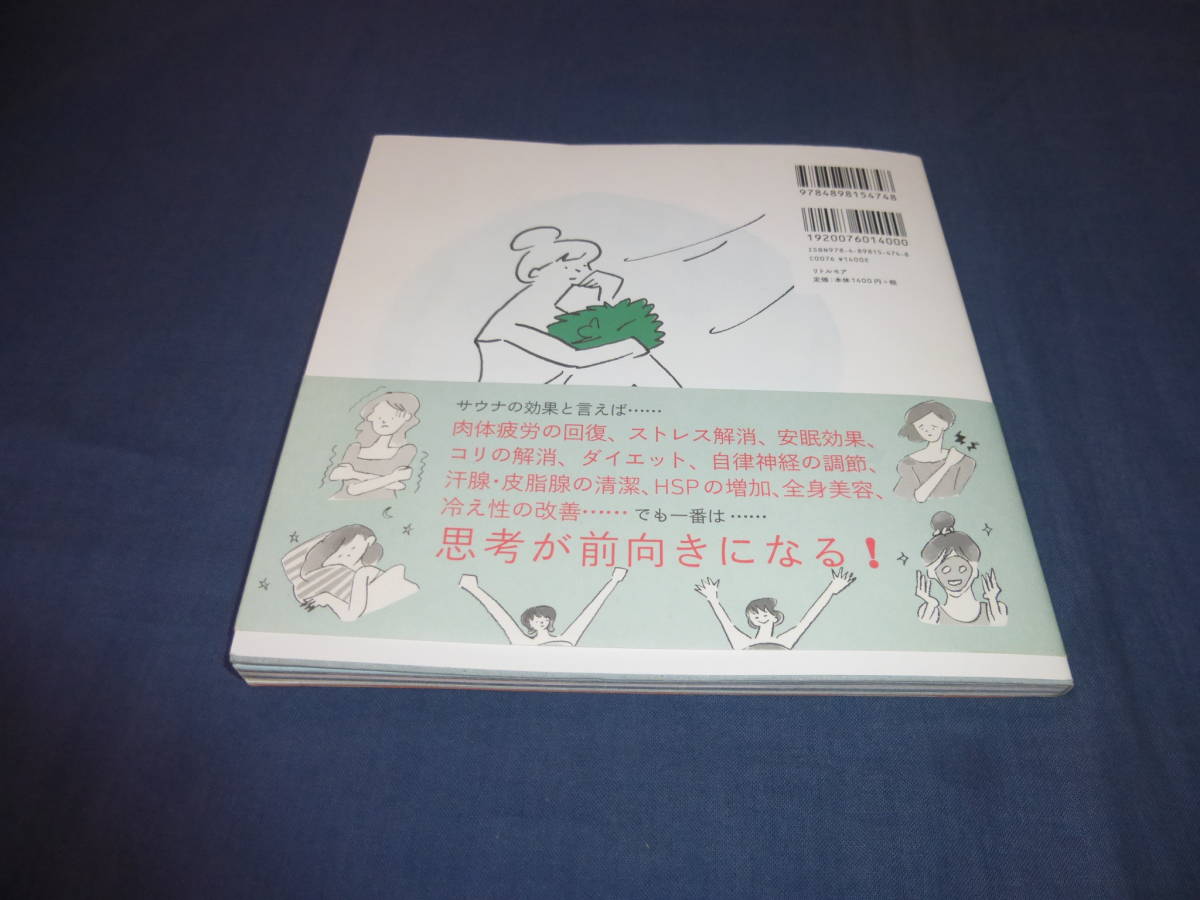 9784898154748
1920076014000
ISBN978-4-89815-474-8
C0076 ¥1400E
リトルモア
定価:本体1400円+税
サウナの効果と言えば……
肉体疲労の回復、ストレス解消、安眠効果、
コリの解消、ダイエット、自律神経の調節、
汗腺・皮脂腺の清潔、HSPの増加、全身美容、
冷え性の改善…… でも一番は……
思考が前向きになる!